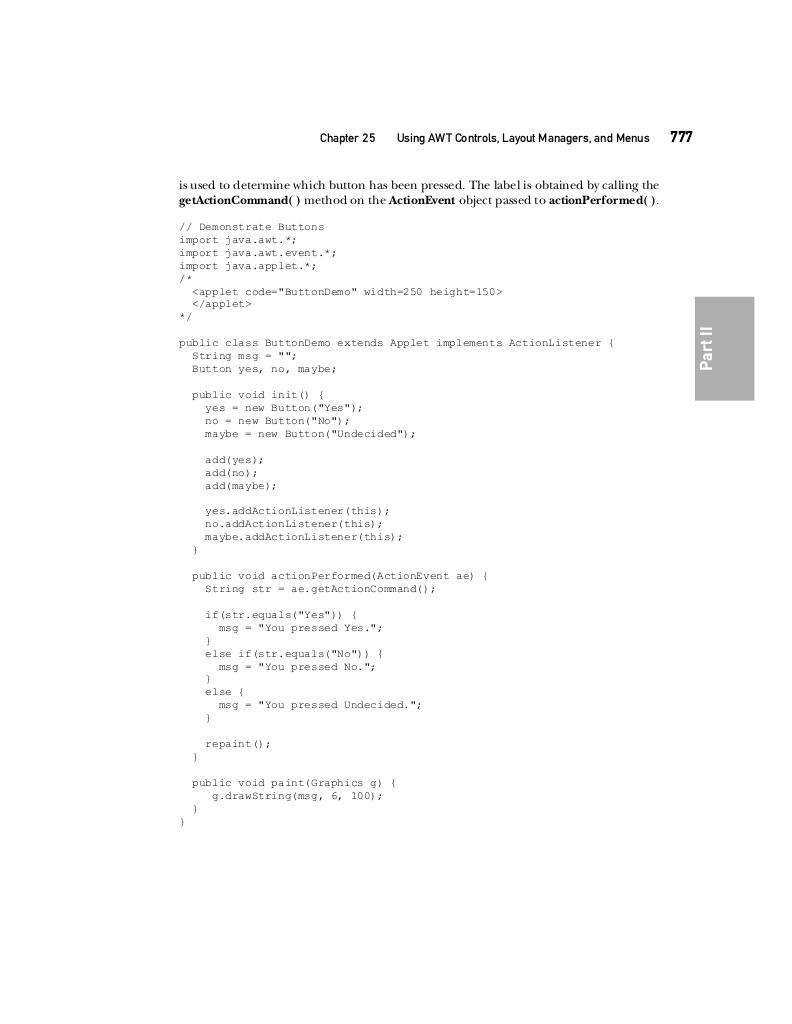 Chapter 25 Using AWT Controls, Layout Managers, and Menus 777
is used to determine which button has been pressed. The label is obtained by calling the
getActionCommand( ) method on the ActionEvent object passed to actionPerformed( ).
// Demonstrate Buttons
import java.awt.*;
import java.awt.event.*;
import java.applet.*;
/*
  <applet code="ButtonDemo" width=250 height=150>
  </applet>
*/
public class ButtonDemo extends Applet implements ActionListener {
  String msg = "";
  Button yes, no, maybe;
  public void init() {
    yes = new Button("Yes");
    no = new Button("No");
    maybe = new Button("Undecided");
    add(yes);
    add(no);
    add(maybe);
    yes.addActionListener(this);
    no.addActionListener(this);
    maybe.addActionListener(this);
  }
  public void actionPerformed(ActionEvent ae) {
    String str = ae.getActionCommand();
    if(str.equals("Yes")) {
      msg = "You pressed Yes.";
    }
    else if(str.equals("No")) {
      msg = "You pressed No.";
    }
    else {
      msg = "You pressed Undecided.";
    }
    repaint();
  }
  public void paint(Graphics g) {
     g.drawString(msg, 6, 100);
  }
}
Part II